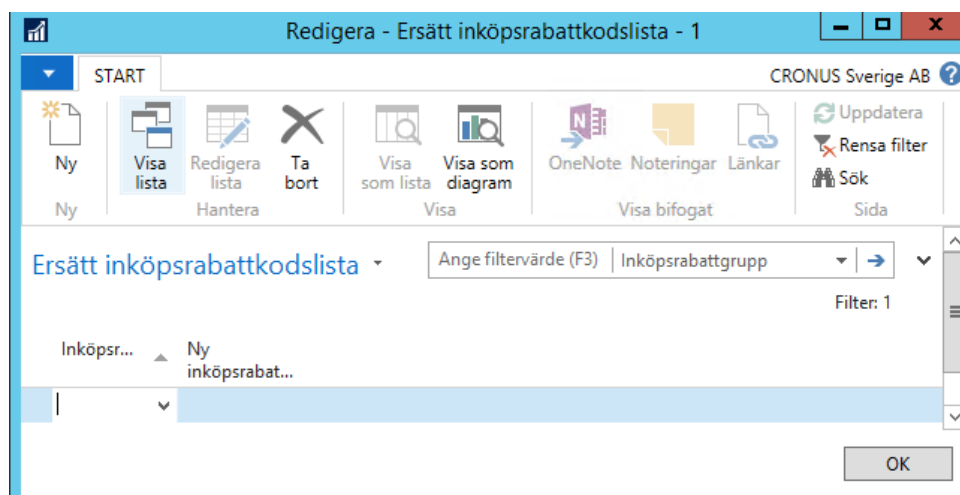 Redigera - Ersätt inköpsrabattkodslista - 1
START
CRONUS Sverige AB
Ny
Visa lista
Redigera lista
Ta bort
Visa som lista
Visa som diagram
OneNote
Noteringar
Länkar
Uppdatera
Rensa filter
Sök
Ny
Hantera
Visa
Visa bifogat
Sida
Ersätt inköpsrabattkodslista
Ange filtervärde (F3)
Inköpsrabattgrupp
Filter: 1
Inköpsr...
Ny
inköpsrabat...
OK